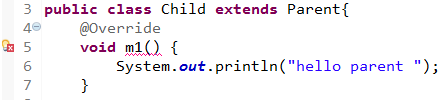 3 public class Child extends Parent{
4 @Override
5 void m1() {
6 System.out.println("hello parent ");
7 }